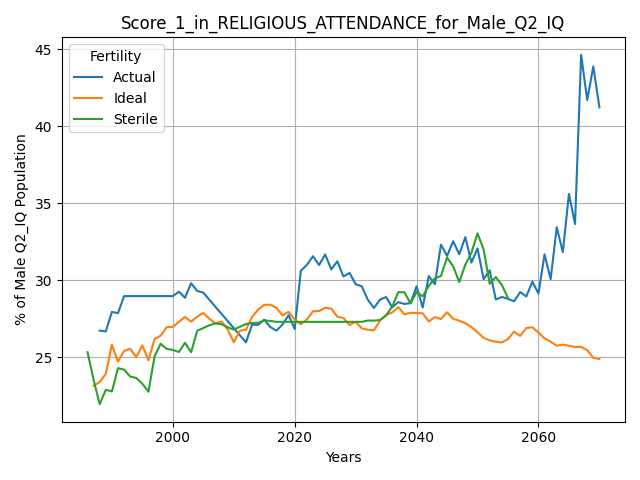 Score_1_in_RELIGIOUS_ATTENDANCE_for_Male_Q2_IQ
Fertility
Actual
Ideal
Sterile
% of Male Q2_IQ Population
45
40
35
30
25
2000
2020
2040
2060
Years